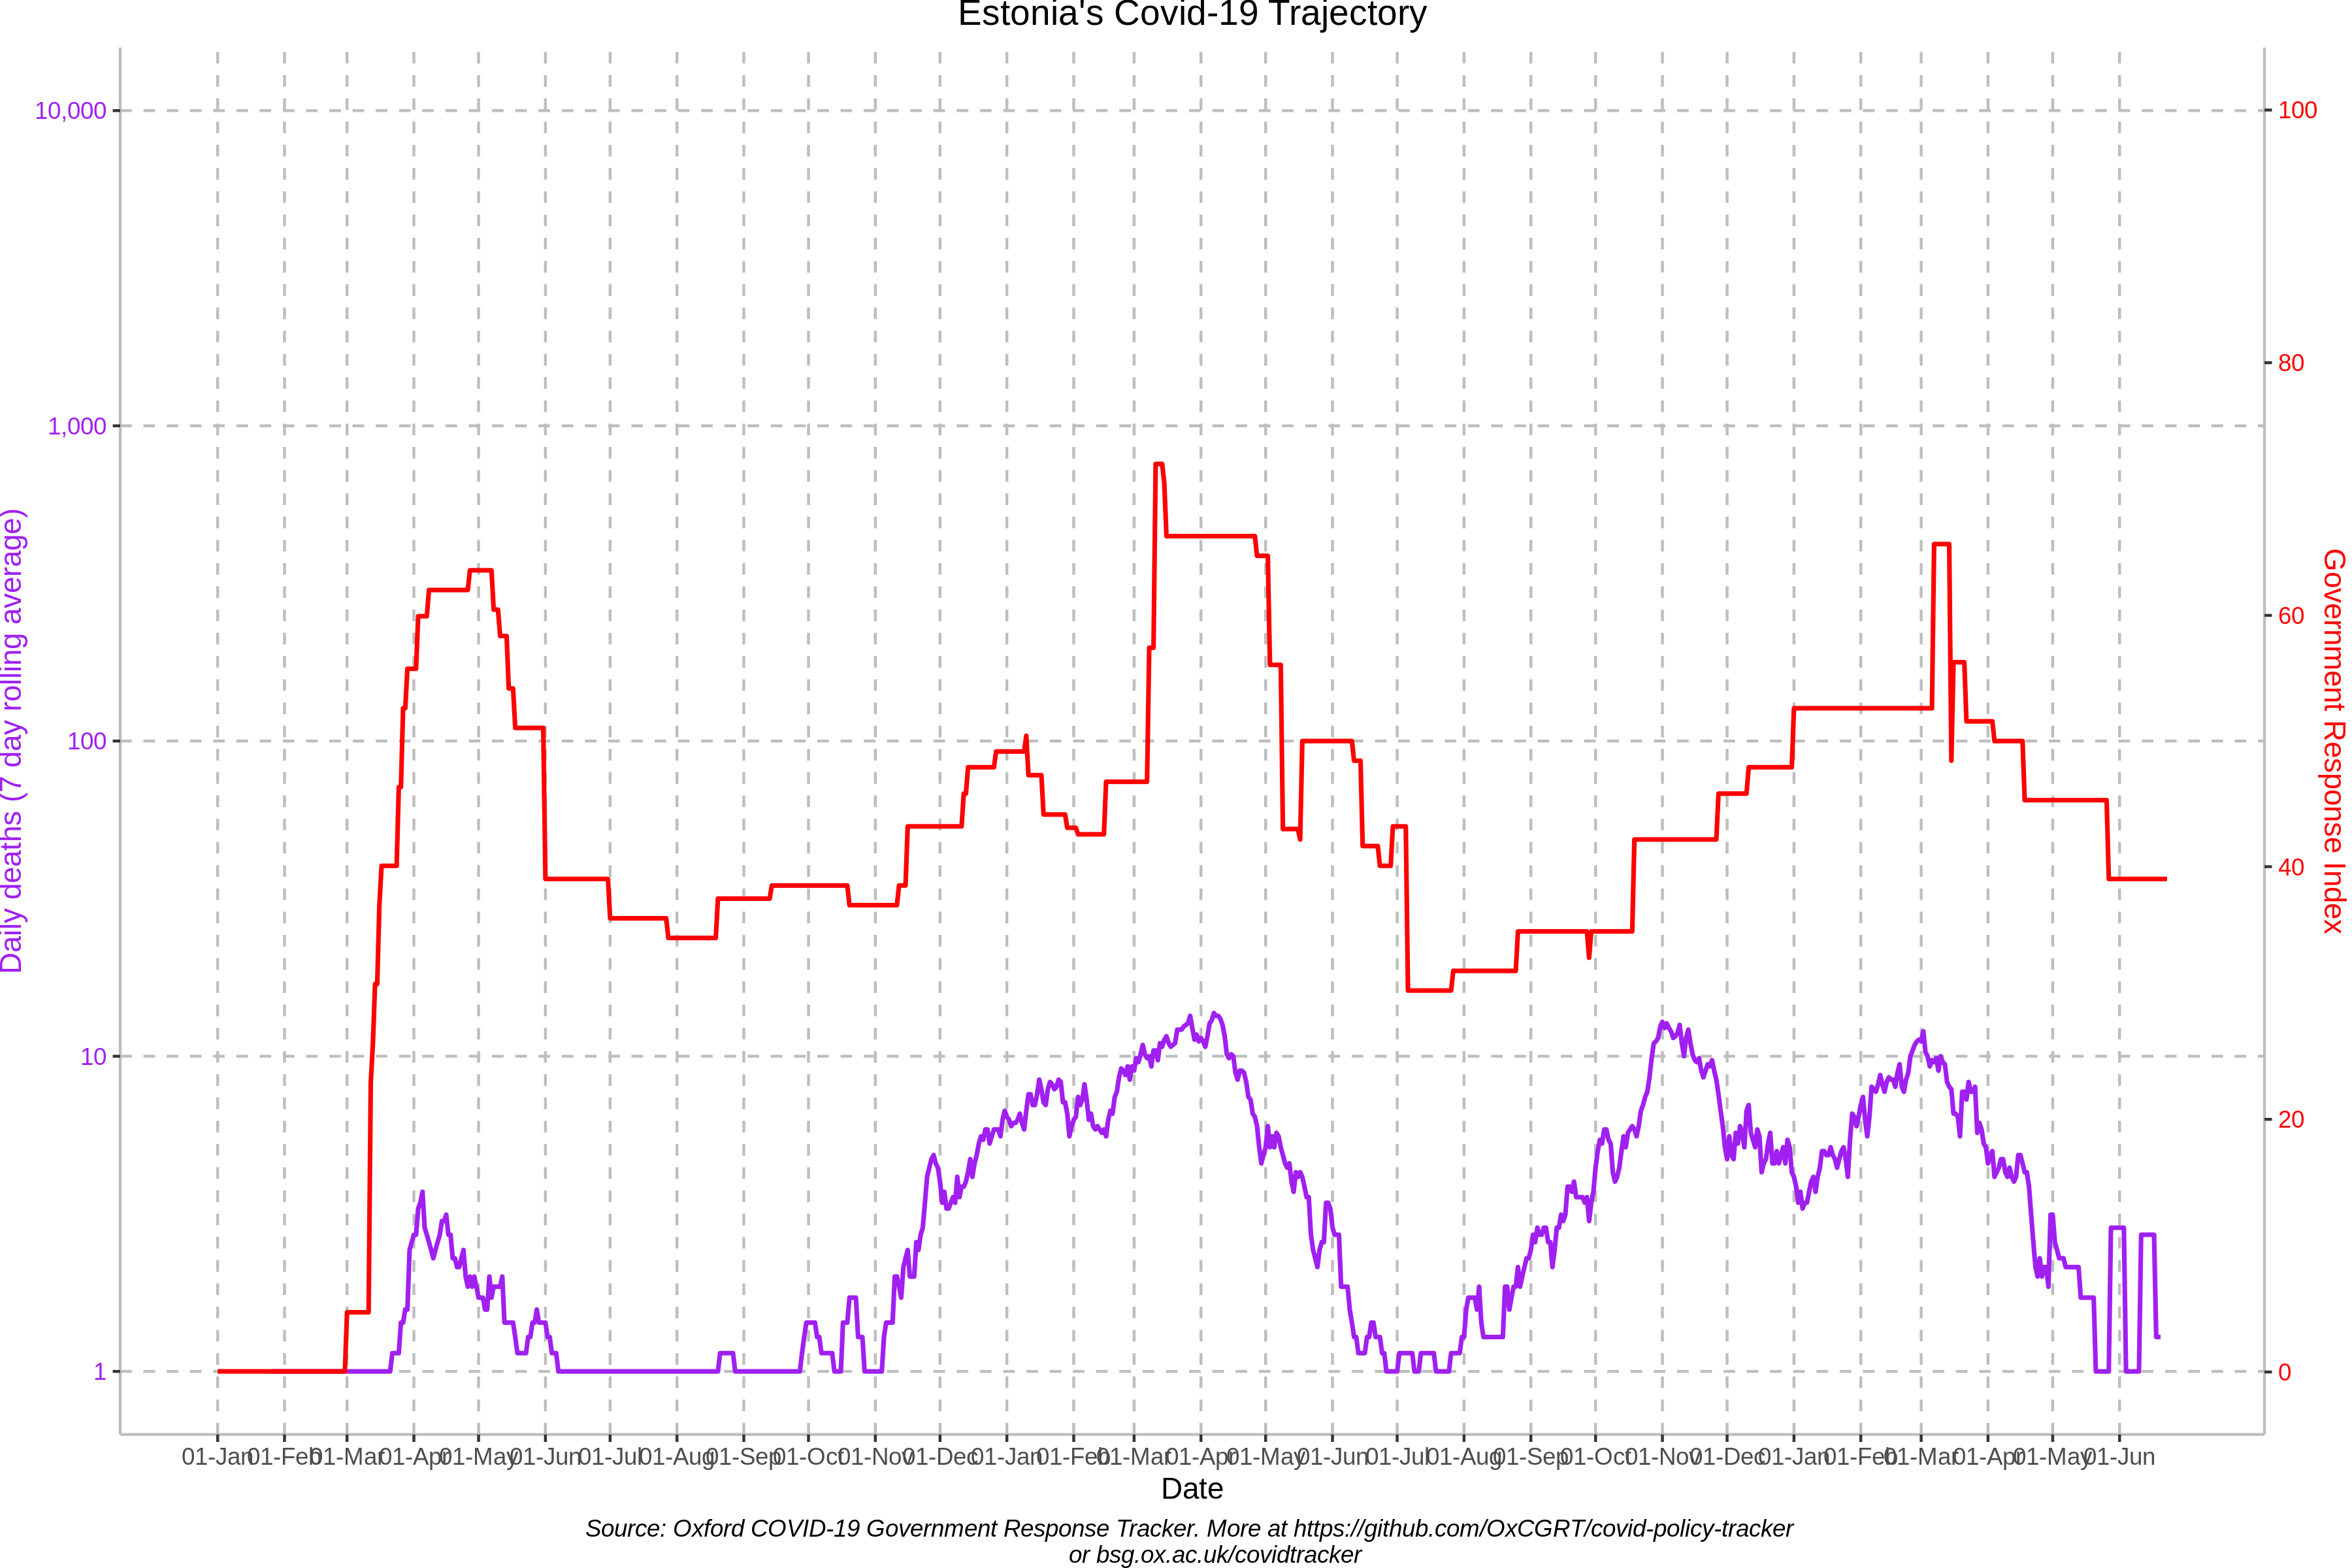 Estonia's Covid-19 Trajectory
10,000
1,000
100
10
1
Daily deaths (7 day rolling average)
100
80
60
40
20
0
Government Response Index
01-Jan 01-Feb 01-Mar 01-Apr 01-May 01-Jun 01-Jul 01-Aug 01-Sep 01-Oct 01-Nov 01-Dec 01-Jan 01-Feb 01-Mar 01-Apr 01-May 01-Jun 01-Jul 01-Aug 01-Sep 01-Oct 01-Nov 01-Dec 01-Jan 01-Feb 01-Mar 01-Apr 01-May 01-Jun
Date
Source: Oxford COVID-19 Government Response Tracker. More at https://github.com/OxCGRT/covid-policy-tracker
or bsg.ox.ac.uk/covidtracker